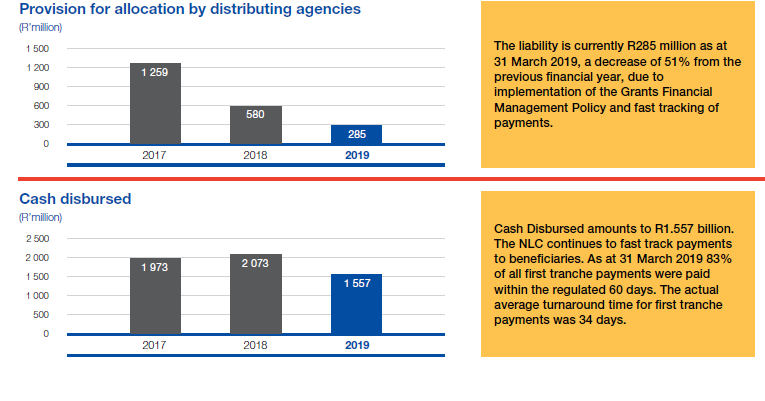 Provision for allocation by distributing agencies
(R'million)
1 500
1 200
900
600
300
0
1 259
580
285
2017
2018
2019
The liability is currently R285 million as at
31 March 2019, a decrease of 51% from the
previous financial year, due to
implementation of the Grants Financial
Management Policy and fast tracking of
payments.
Cash disbursed
(R'million)
2 500
2 000
1 500
1 000
500
0
1 973
2 073
1 557
2017
2018
2019
Cash Disbursed amounts to R1.557 billion.
The NLC continues to fast track payments
to beneficiaries. As at 31 March 2019 83%
of all first tranche payments were paid
within the regulated 60 days. The actual
average turnaround time for first tranche
payments was 34 days.